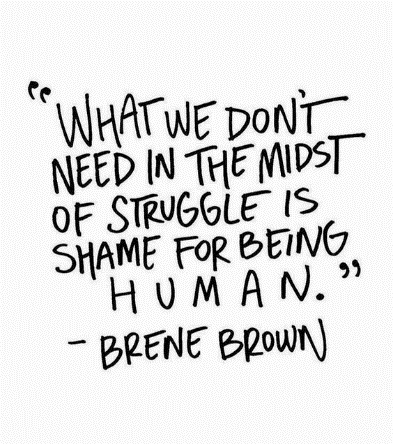 “WHAT WE DON'T
NEED IN THE MIDST
OF STRUGGLE IS
SHAME FOR BEING
HUMAN.”
- BRENE BROWN